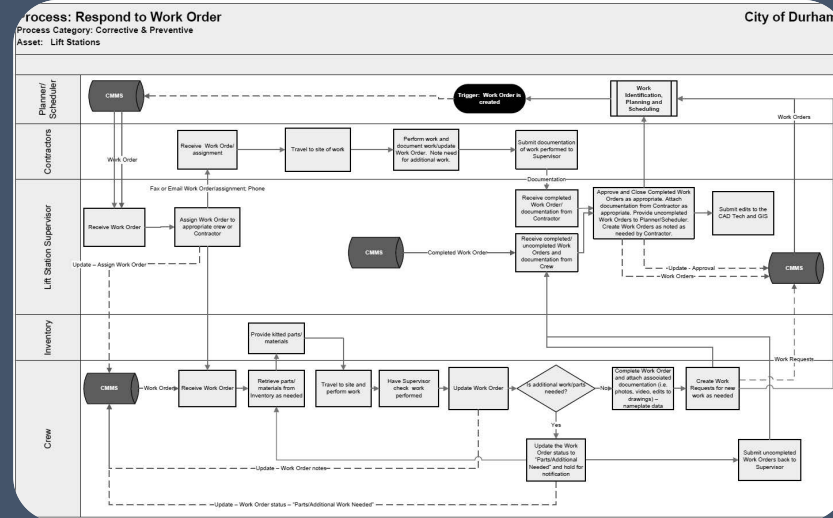 Process: Respond to Work Order
City of Durham
Process Category: Corrective & Preventive
Asset: Lift Stations
Planner/
Scheduler
CMMS
Trigger: Work Order is
created
Work
Identification,
Planning and
Scheduling
Work Orders
Contractors
Receive Work Order/
assignment
Travel to site of work
Perform work and
document work/update
Work Order. Note need
for additional work.
Submit documentation
of work performed to
Supervisor
Work Order
Documentation
Fax or Email Work Order/assignment; Phone
Lift Station Supervisor
Receive Work Order
Assign Work Order to
appropriate crew or
Contractor
Receive completed
Work Order/
documentation from
Contractor
Approve and Close Completed Work
Orders as appropriate. Attach
documentation from Contractor as
appropriate. Provide uncompleted
Work Orders to Planner/Scheduler.
Create Work Orders as noted as
needed by Contractor.
Submit edits to the
CAD Tech and GIS
CMMS
Completed Work Order
Receive completed/
uncompleted Work
Orders and
documentation from
Crew
Update – Assign Work Order
Update - Approval
Work Orders
CMMS
Inventory
Provide kitted parts/
materials
Work Requests
Crew
CMMS
Work Orders
Receive Work Order
Retrieve parts/
materials from
Inventory as needed
Travel to site and
perform work
Have Supervisor
check work
performed
Update Work Order
Is additional work/parts
needed?
No
Complete Work Order
and attach associated
documentation (i.e.
photos, video, edits to
drawings) –
nameplate data
Create Work
Requests for new
work as needed
Yes
Update the Work
Order status to
"Parts/Additional
Needed" and hold for
notification
Submit uncompleted
Work Orders back to
Supervisor
Update – Work Order notes
Update – Work Order status – "Parts/Additional Work Needed"